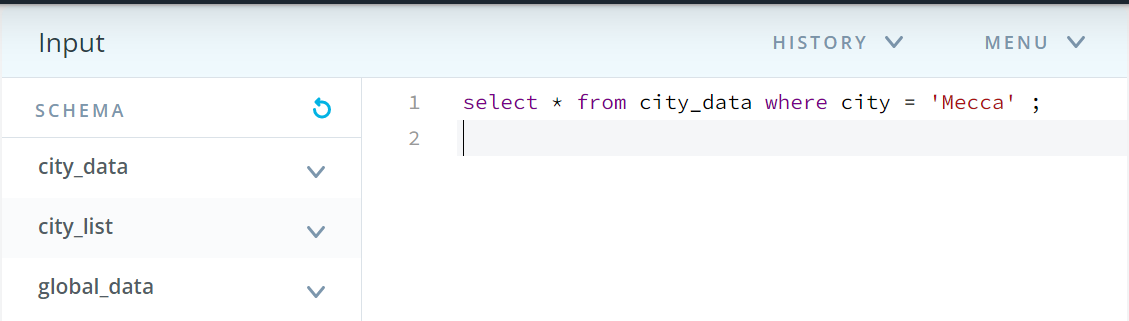 Input
HISTORY
MENU
SCHEMA
city_data
city_list
global_data
1 select * from city_data where city = 'Mecca' ;
2